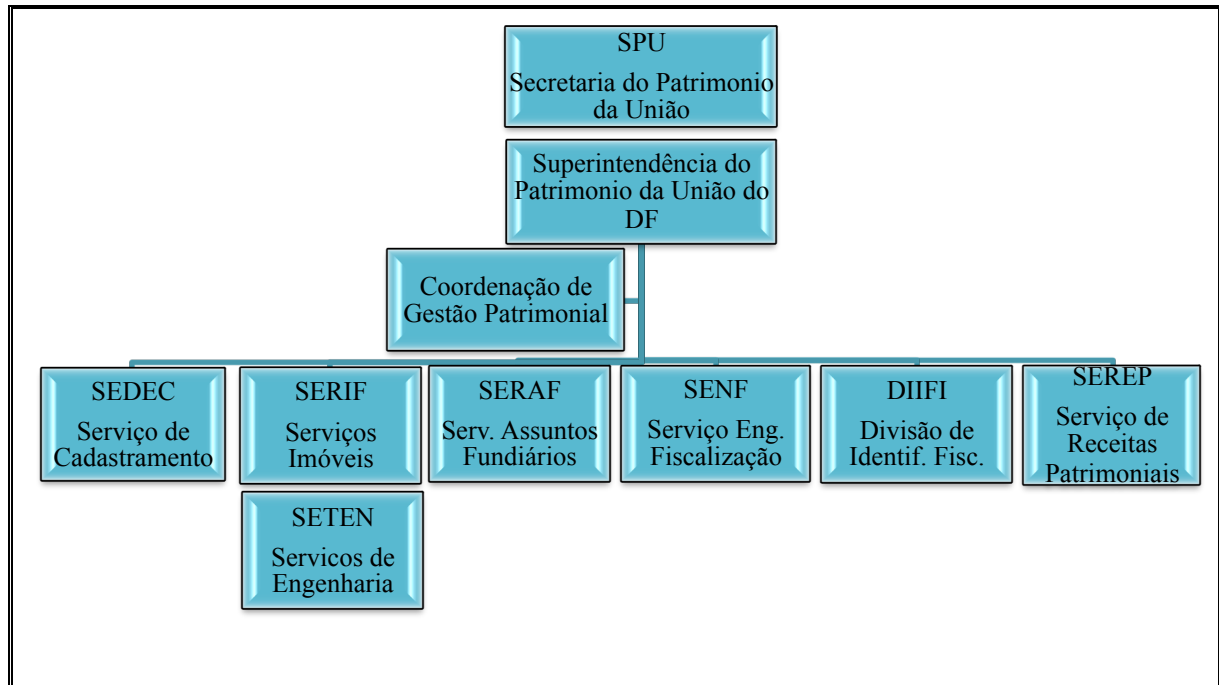 SPU
Secretaria do Patrimonio
da União
Superintendência do
Patrimonio da União do
DF
Coordenação de
Gestão Patrimonial
SEDEC
Serviço de
Cadastramento
SERIF
Serviços
Imóveis
SERAF
Serv. Assuntos
Fundiários
SENF
Serviço Eng.
Fiscalização
DIIFI
Divisão de
Identif. Fisc.
SEREP
Serviço de
Receitas
Patrimoniais
SETEN
Servicos de
Engenharia